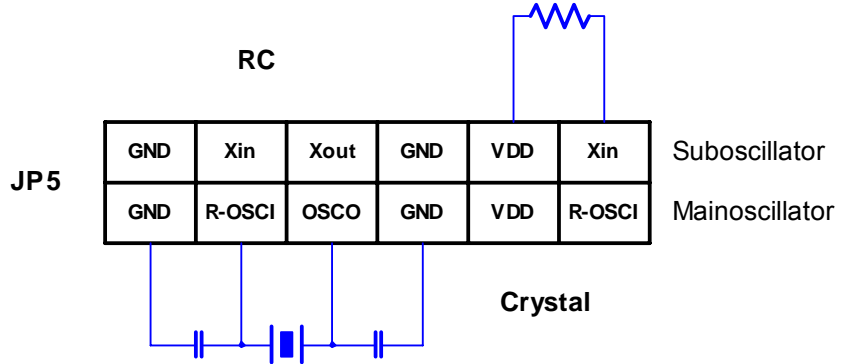 RC
GND Xin Xout GND VDD Xin Suboscillator
JP5
GND R-OSCI OSCO GND VDD R-OSCI Mainoscillator
Crystal